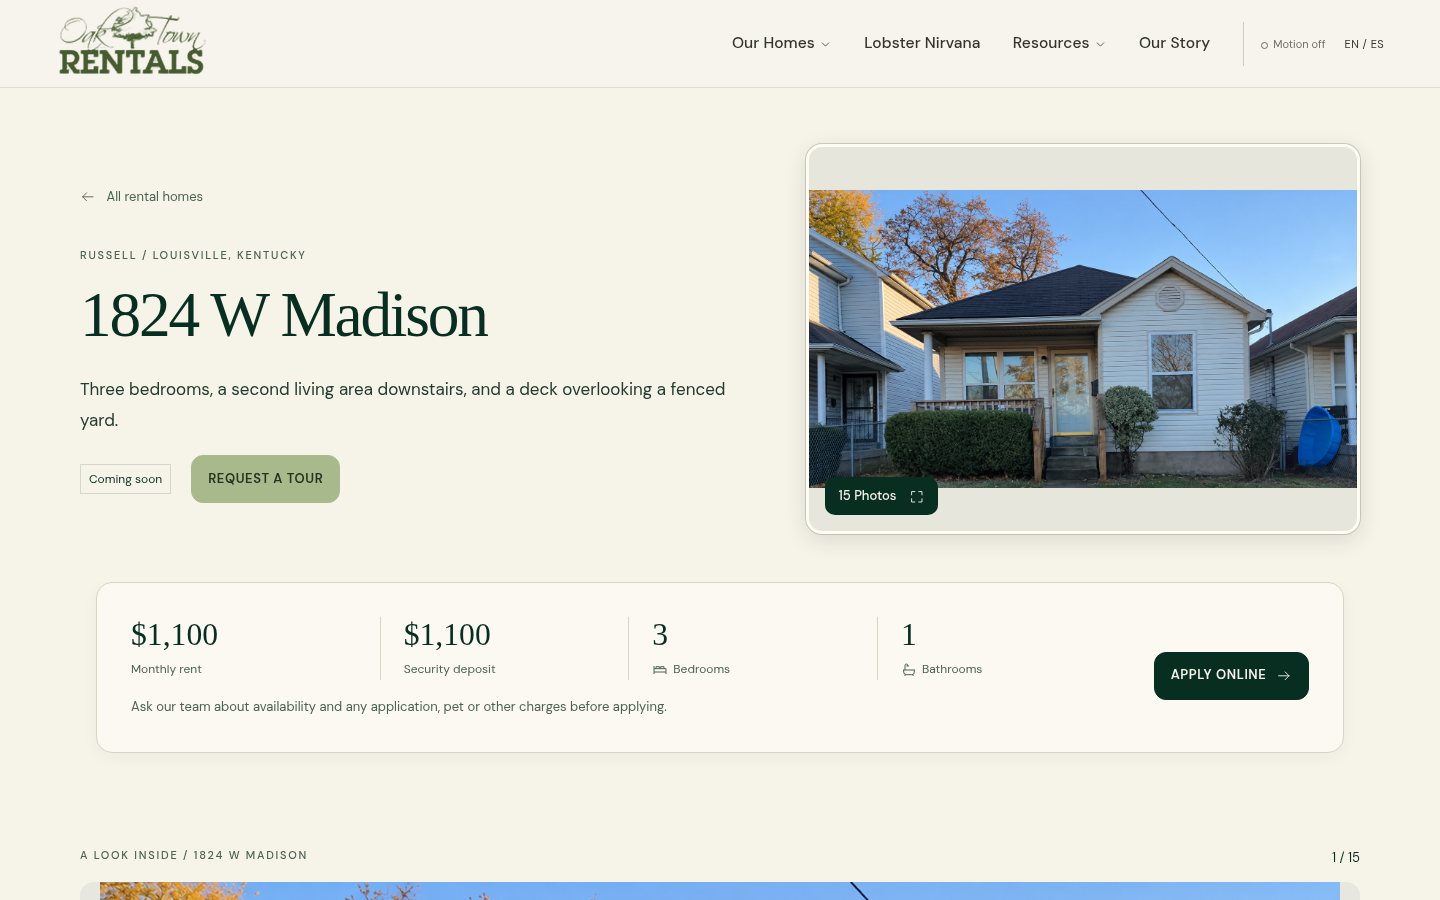 Oak Town
RENTALS
Our Homes
Lobster Nirvana
Resources
Our Story
Motion off
EN / ES
All rental homes
RUSSELL / LOUISVILLE, KENTUCKY
1824 W Madison
Three bedrooms, a second living area downstairs, and a deck overlooking a fenced
yard.
Coming soon
REQUEST A TOUR
15 Photos
$1,100
Monthly rent
$1,100
Security deposit
3
Bedrooms
1
Bathrooms
Ask our team about availability and any application, pet or other charges before applying.
APPLY ONLINE
A LOOK INSIDE / 1824 W MADISON
1 / 15